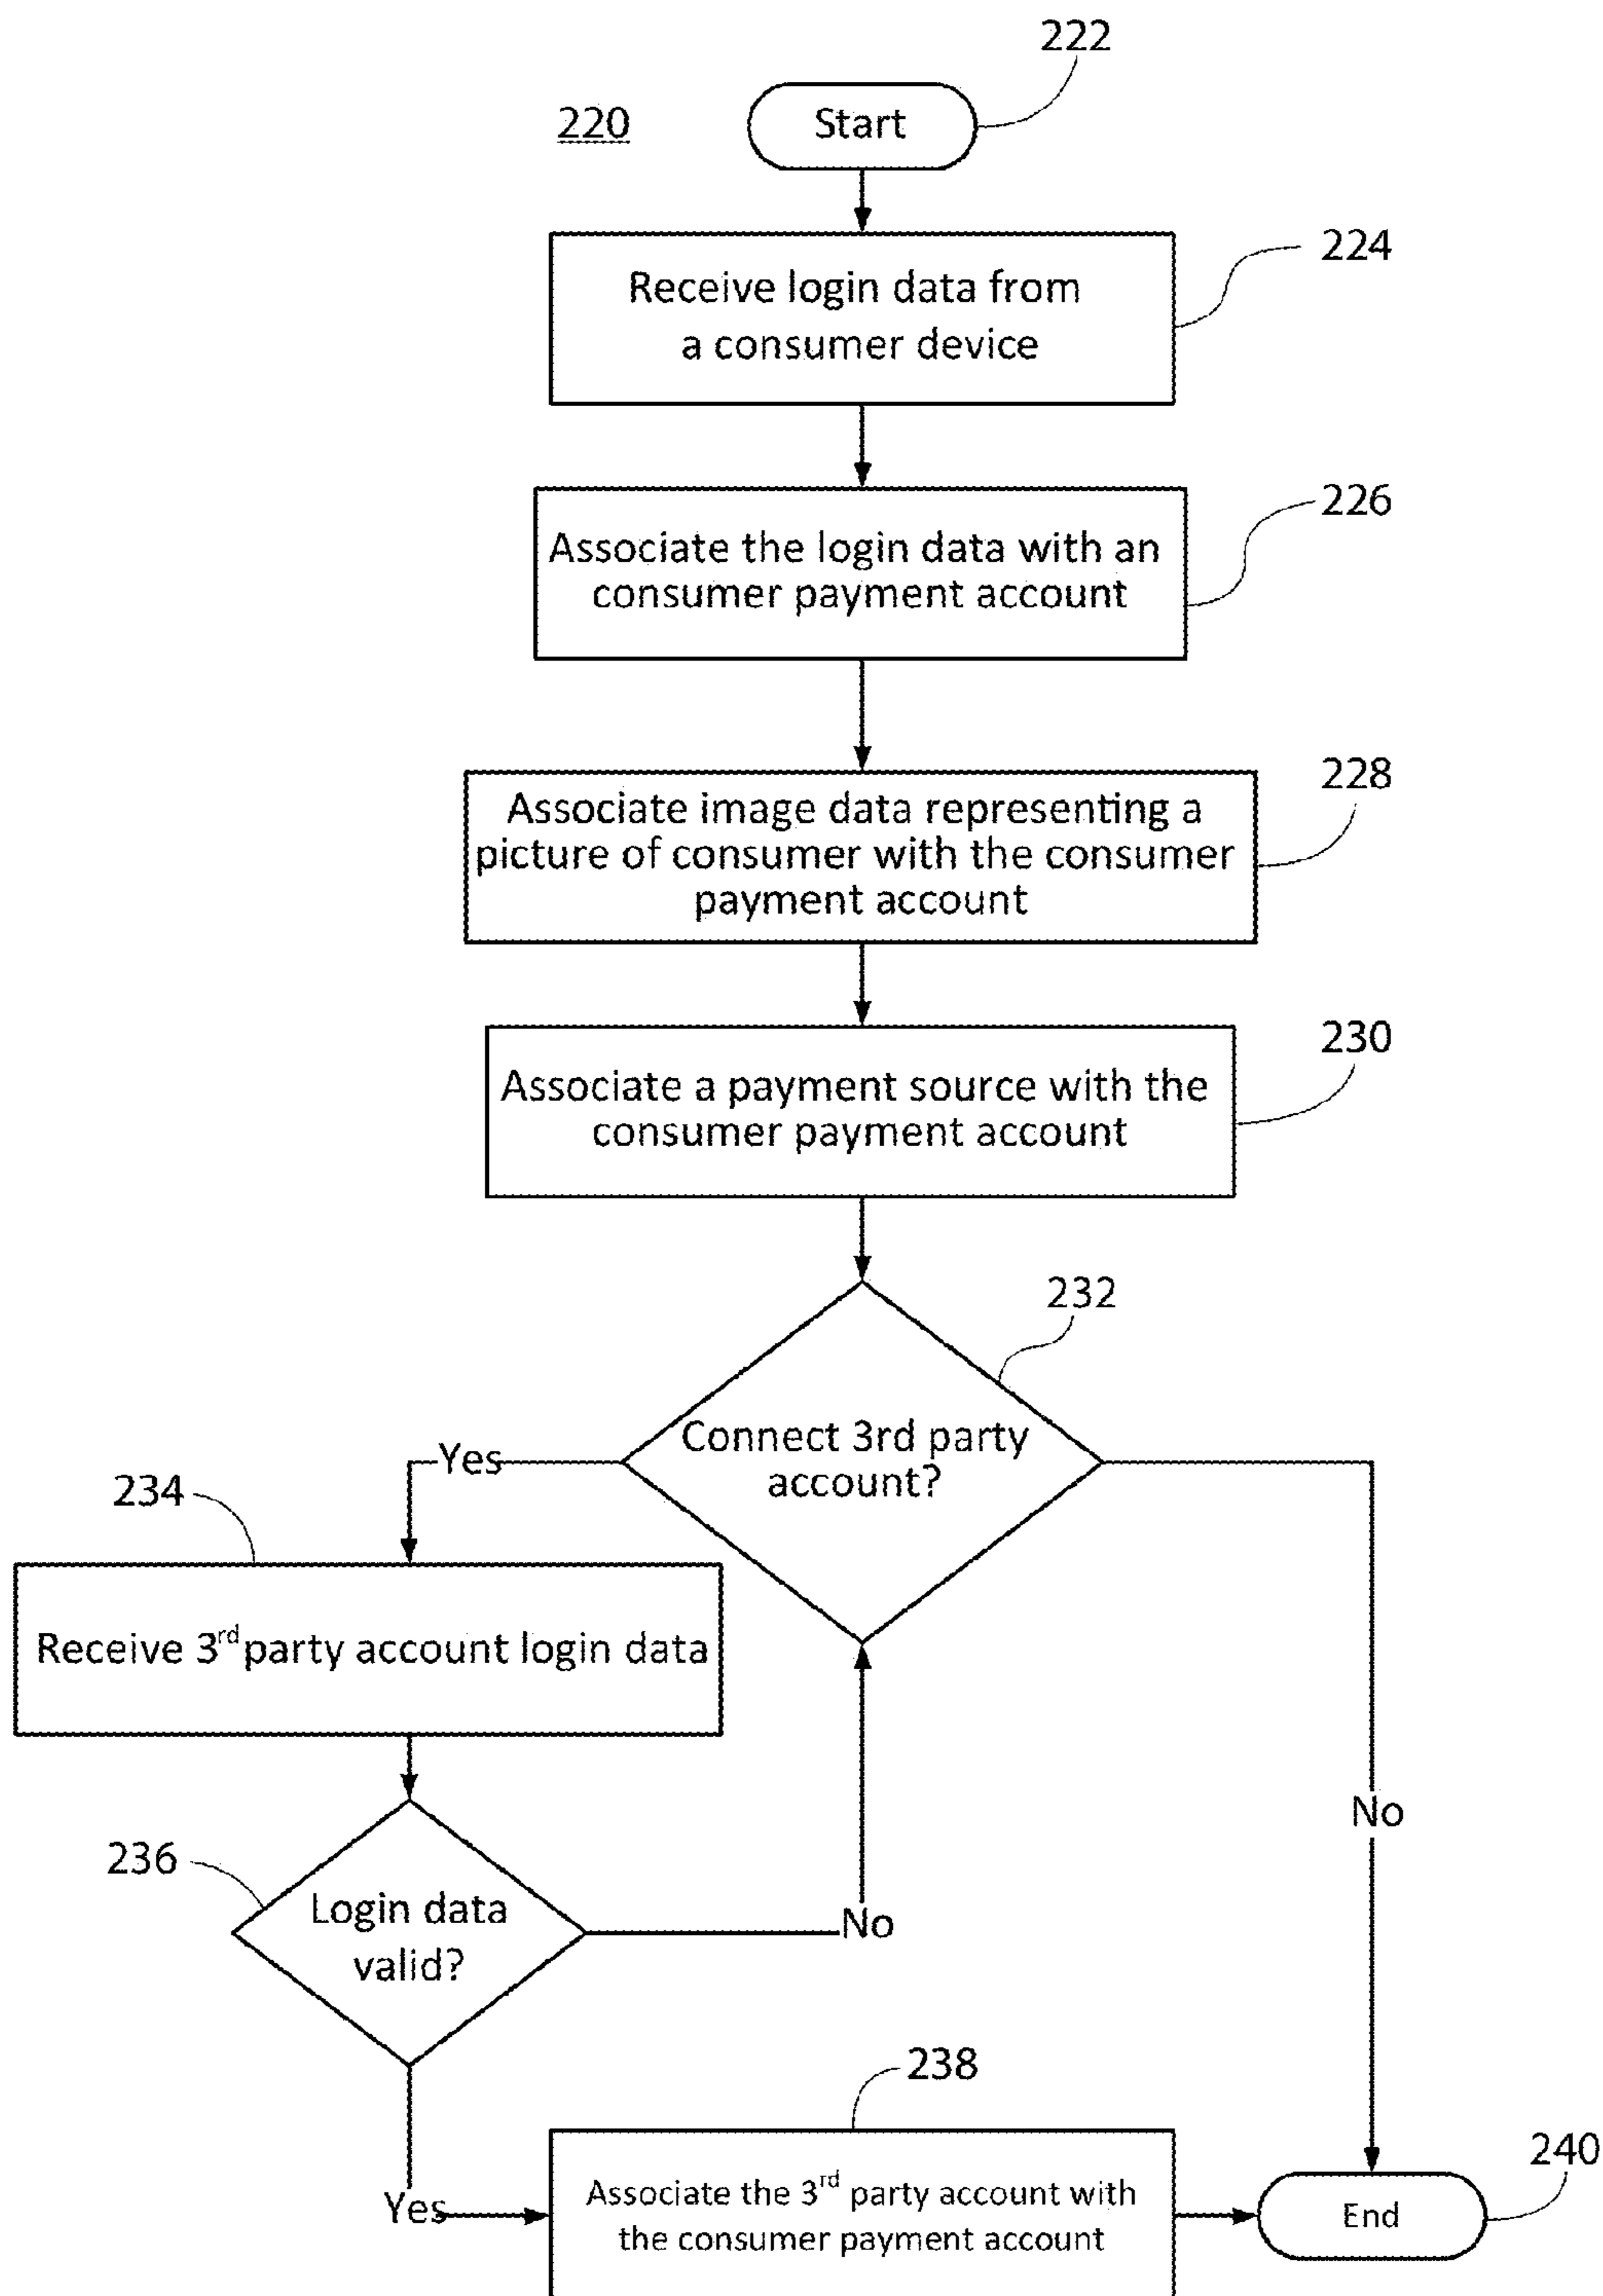 222
220
Start
224
Receive login data from
a consumer device
226
Associate the login data with an
consumer payment account
228
Associate image data representing a
picture of consumer with the consumer
payment account
230
Associate a payment source with the
consumer payment account
232
Connect 3rd party
account?
Yes
234
Receive 3rd party account login data
No
236
Login data
valid?
No
238
Yes
Associate the 3rd party account with
the consumer payment account
240
End